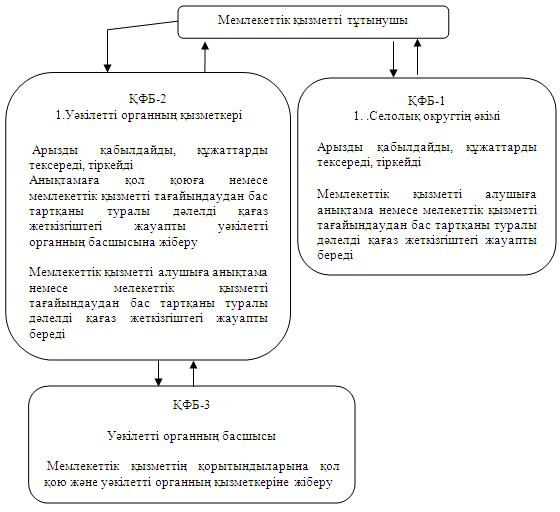 Мемлекеттік қызметті тұтынушы
ҚФБ-2
1.Уәкілетті органның қызметкері
Арызды қабылдайды, құжаттарды
тексереді, тіркейді
Анықтамаға қол қоюға немесе
мемлекеттік қызметті тағайындаудан бас
тартқаны туралы дәлелді қағаз
жеткізгіштегі жауапты уәкілетті
органның басшысына жіберу
Мемлекеттік қызметті алушыға анықтама
немесе мелекеттік қызметті
тағайындаудан бас тартқаны туралы
дәлелді қағаз жеткізгіштегі жауапты
береді
ҚФБ-1
1. .Селолық округтің әкімі
Арызды қабылдайды, құжаттарды
тексереді, тіркейді
Мемлекеттік қызметті алушыға
анықтама немесе мелекеттік қызметті
тағайындаудан бас тартқаны туралы
дәлелді қағаз жеткізгіштегі жауапты
береді
ҚФБ-3
Уәкілетті органның басшысы
Мемлекеттік қызметтің қорытындыларына қол
қою және уәкілетті органның қызметкеріне жіберу